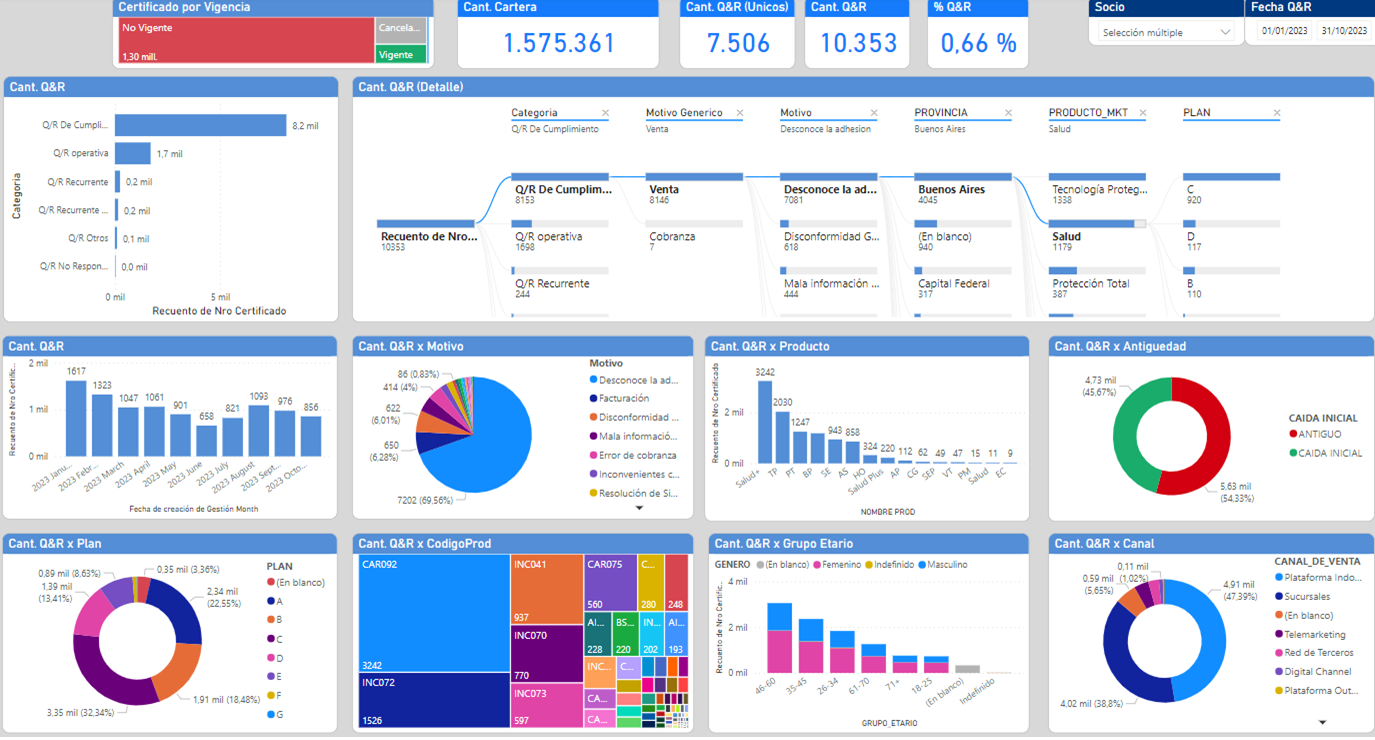 Certificado por Vigencia
No Vigente
1,30 mill.
Cancela...
Vigente
Cant. Cartera
1.575.361
Cant. Q&R (Unicos)
7.506
Cant. Q&R
10.353
% Q&R
0,66 %
Socio
Selección múltiple
Fecha Q&R
01/01/2023 31/10/2023
Cant. Q&R
Categoria
Q/R De Cumpli... 8,2 mil
Q/R operativa 1,7 mil
Q/R Recurrente 0,2 mil
Q/R Recurrente ... 0,2 mil
Q/R Otros 0,1 mil
Q/R No Respon... 0,0 mil
0 mil 5 mil
Recuento de Nro Certificado
Cant. Q&R (Detalle)
Categoria Motivo Generico Motivo PROVINCIA PRODUCTO_MKT PLAN
Q/R De Cumplimiento Venta Desconoce la adhesion Buenos Aires Salud
Recuento de Nro...
10353
Q/R De Cumplim...
8153
Q/R operativa
1698
Q/R Recurrente
244
Venta
8146
Cobranza
7
Desconoce la ad...
7081
Disconformidad G...
618
Mala información ...
444
Buenos Aires
4045
(En blanco)
940
Capital Federal
317
Tecnología Proteg...
1338
Salud
1179
Protección Total
387
C
920
D
117
B
110
Cant. Q&R
Recuento de Nro Certific...
2 mil
1 mil
0 mil
1617 1323 1047 1061 901 658 821 1093 976 856
2023 Janu... 2023 Febr... 2023 March 2023 April 2023 May 2023 June 2023 July 2023 August 2023 Sept... 2023 Octo...
Fecha de creación de Gestión Month
Cant. Q&R x Motivo
86 (0,83%)
414 (4%)
622
(6,01%)
650
(6,28%)
7202 (69,56%)
Motivo
Desconoce la ad...
Facturación
Disconformidad ...
Mala informació...
Error de cobranza
Inconvenientes c...
Resolución de Si...
Cant. Q&R x Producto
Recuento de Nro Certificado
2 mil
0 mil
3242 2030 1247 943 858 324 220 112 62 49 47 15 11 9
Salud+ TP PT BP SE AS HO Salud Plus AP CG SEP VT PM Salud EC
NOMBRE PROD
Cant. Q&R x Antiguedad
4,73 mil
(45,67%)
5,63 mil
(54,33%)
CAIDA INICIAL
ANTIGUO
CAIDA INICIAL
Cant. Q&R x Plan
0,35 mil (3,36%)
0,89 mil (8,63%)
1,39 mil
(13,41%)
2,34 mil
(22,55%)
1,91 mil (18,48%)
3,35 mil (32,34%)
PLAN
(En blanco)
A
B
C
D
E
F
G
Cant. Q&R x CodigoProd
CAR092
3242
INC072
1526
INC041
937
INC070
770
INC073
597
CAR075
560
C...
280
248
AI...
228
BS...
220
IN...
202
AI...
193
INC...
C...
CA...
CA...
Cant. Q&R x Grupo Etario
GENERO (En blanco) Femenino Indefinido Masculino
Recuento de Nro Certific...
4 mil
2 mil
0 mil
46-60 35-45 26-34 61-70 71+ 18-25 (En blanco) Indefinido
GRUPO_ETARIO
Cant. Q&R x Canal
0,11 mil
(1,02%)
0,59 mil
(5,65%)
4,91 mil
(47,39%)
4,02 mil (38,8%)
CANAL_DE_VENTA
Plataforma Indo...
Sucursales
(En blanco)
Telemarketing
Red de Terceros
Digital Channel
Plataforma Out...